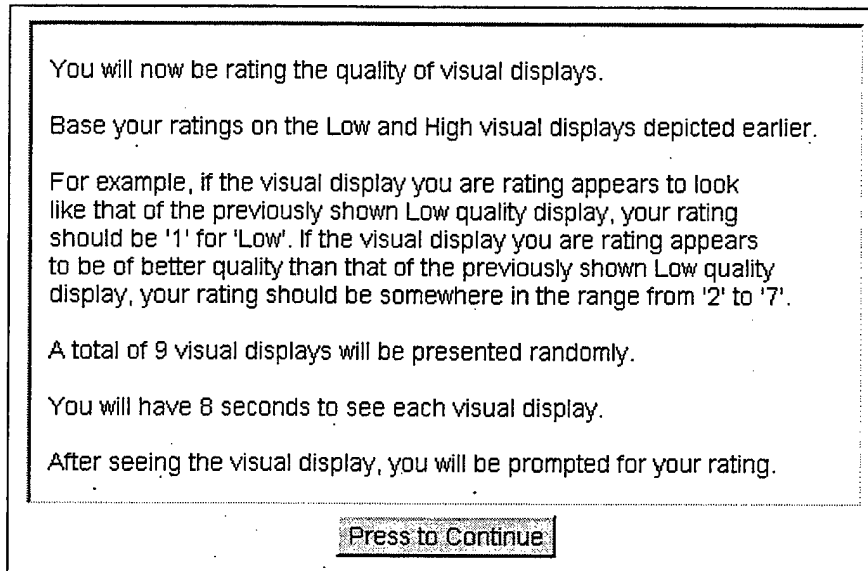 You will now be rating the quality of visual displays.
Base your ratings on the Low and High visual displays depicted earlier.
For example, if the visual display you are rating appears to look
like that of the previously shown Low quality display, your rating
should be '1' for 'Low'. If the visual display you are rating appears
to be of better quality than that of the previously shown Low quality
display, your rating should be somewhere in the range from '2' to '7'.
A total of 9 visual displays will be presented randomly.
You will have 8 seconds to see each visual display.
After seeing the visual display, you will be prompted for your rating.
Press to Continue